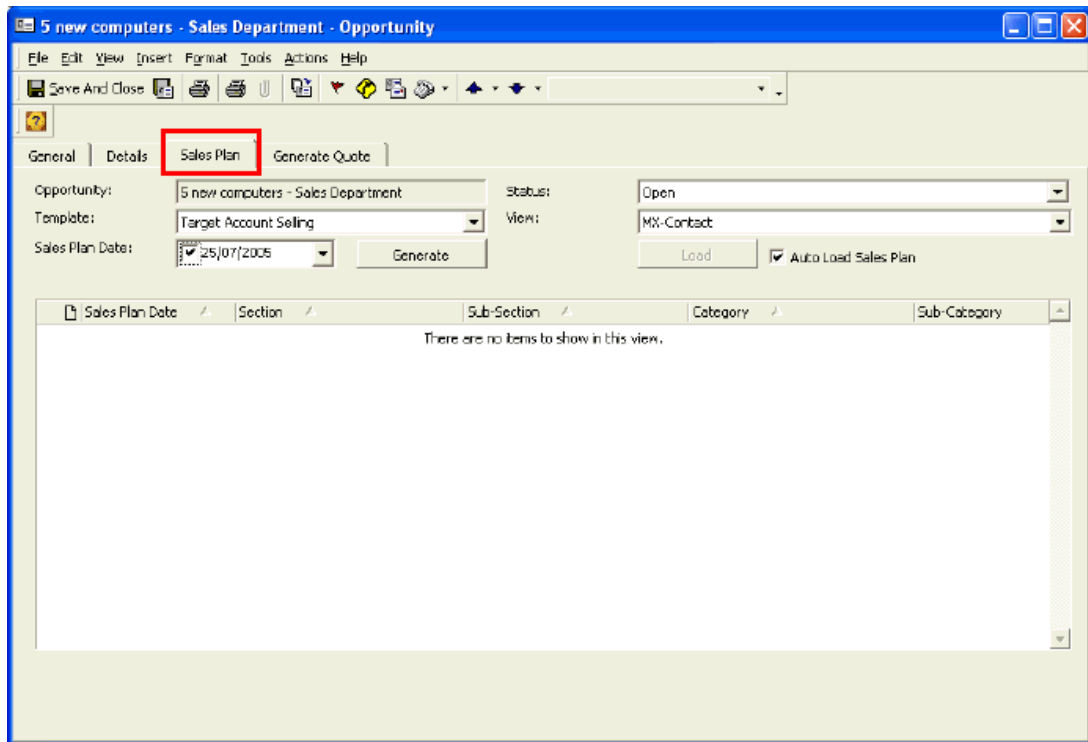 5 new computers - Sales Department - Opportunity
File Edit View Insert Format Tools Actions Help
Save And Close
General Details Sales Plan Generate Quote
Opportunity: 5 new computers - Sales Department Status: Open
Template: Target Account Selling View: MX-Contact
Sales Plan Date: 25/07/2005 Generate Load Auto Load Sales Plan
Sales Plan Date Section Sub-Section Category Sub-Category
There are no items to show in this view.